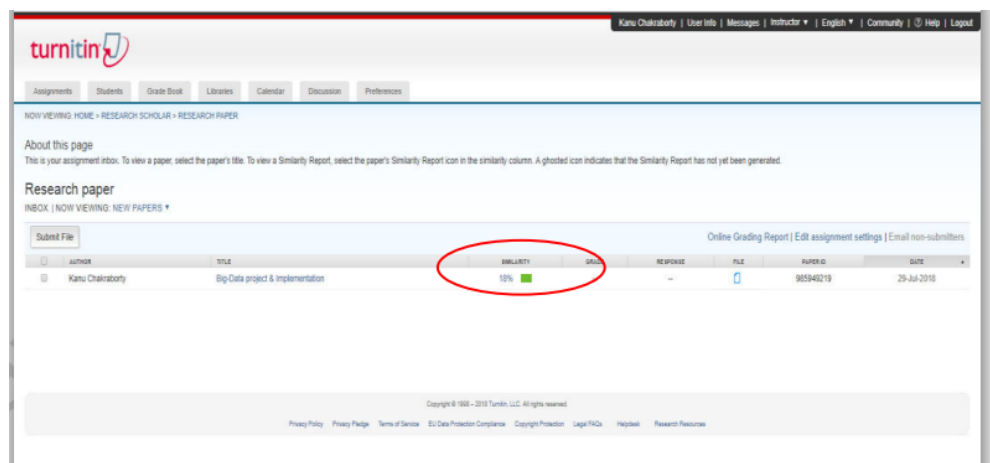 Kanu Chakraborty | User Info | Messages | Instructor ▼ | English ▼ | Community | ? Help | Logout
turnitin
Assignments Students Grade Book Libraries Calendar Discussion Preferences
NOW VIEWING: HOME > RESEARCH SCHOLAR > RESEARCH PAPER
About this page
This is your assignment inbox. To view a paper, select the paper's title. To view a Similarity Report, select the paper's Similarity Report icon in the similarity column. A ghosted icon indicates that the Similarity Report has not yet been generated.
Research paper
INBOX | NOW VIEWING: NEW PAPERS ▼
Submit File
Online Grading Report | Edit assignment settings | Email non-submitters
AUTHOR TITLE SIMILARITY GRADE RESPONSE FILE PAPER ID DATE
Kanu Chakraborty Big-Data project & Implementation 18% -- 985949219 29-Jul-2018
Copyright © 1998 – 2018 Turnitin, LLC. All rights reserved.
Privacy Policy Privacy Pledge Terms of Service EU Data Protection Compliance Copyright Protection Legal FAQs Helpdesk Research Resources